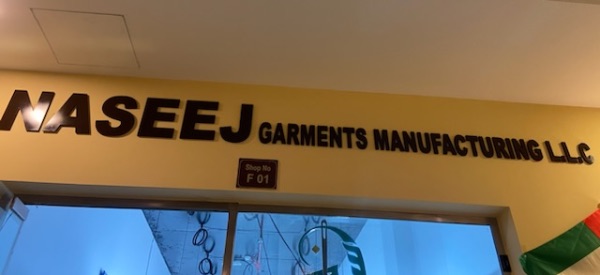 NASEEJ GARMENTS MANUFACTURING L.L.C
Shop No
F 01